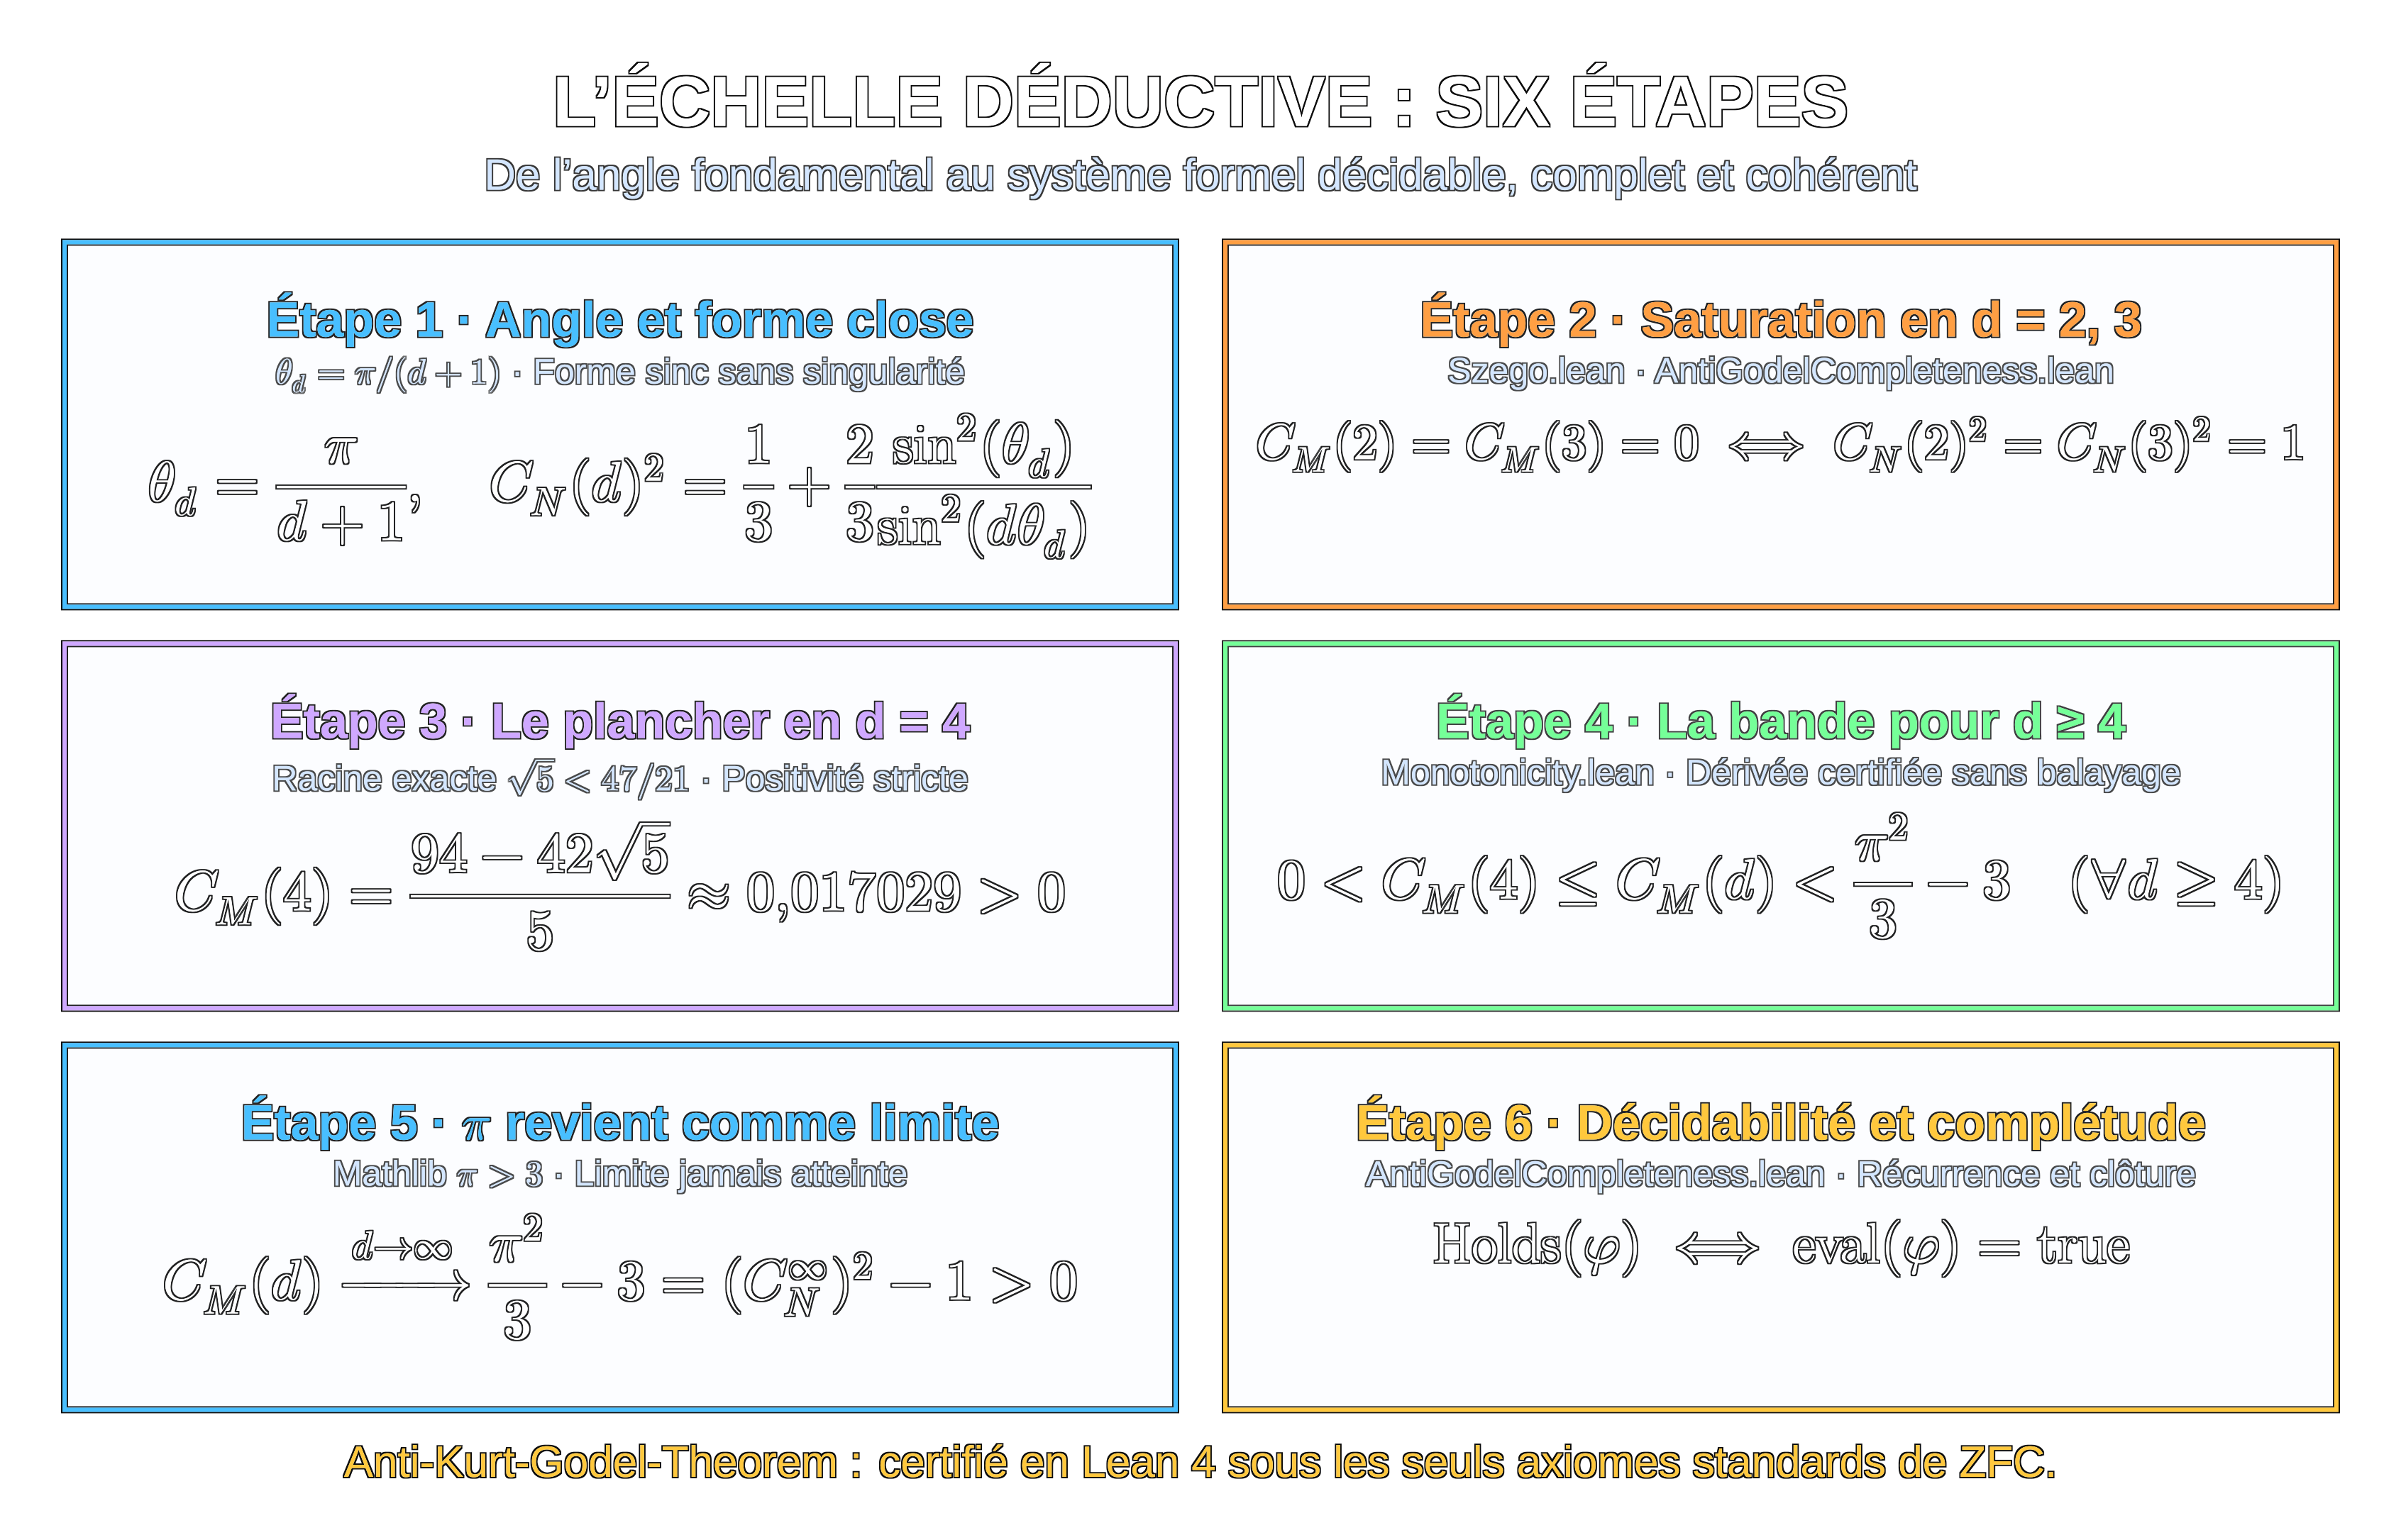 L’ÉCHELLE DÉDUCTIVE : SIX ÉTAPES
De l’angle fondamental au système formel décidable, complet et cohérent
Étape 1 · Angle et forme close
θ_d = π/(d + 1) · Forme sinc sans singularité
θ_d = π/(d + 1), C_N(d)² = 1/3 + 2/3 sin²(θ_d)/sin²(dθ_d)
Étape 2 · Saturation en d = 2, 3
Szego.lean · AntiGodelCompleteness.lean
C_M(2) = C_M(3) = 0 ⟺ C_N(2)² = C_N(3)² = 1
Étape 3 · Le plancher en d = 4
Racine exacte √5 < 47/21 · Positivité stricte
C_M(4) = (94 − 42√5)/5 ≈ 0,017029 > 0
Étape 4 · La bande pour d ≥ 4
Monotonicity.lean · Dérivée certifiée sans balayage
0 < C_M(4) ≤ C_M(d) < π²/3 − 3 (∀d ≥ 4)
Étape 5 · π revient comme limite
Mathlib π > 3 · Limite jamais atteinte
C_M(d) →^{d→∞} π²/3 − 3 = (C_N^∞)² − 1 > 0
Étape 6 · Décidabilité et complétude
AntiGodelCompleteness.lean · Récurrence et clôture
Holds(φ) ⟺ eval(φ) = true
Anti-Kurt-Godel-Theorem : certifié en Lean 4 sous les seuls axiomes standards de ZFC.